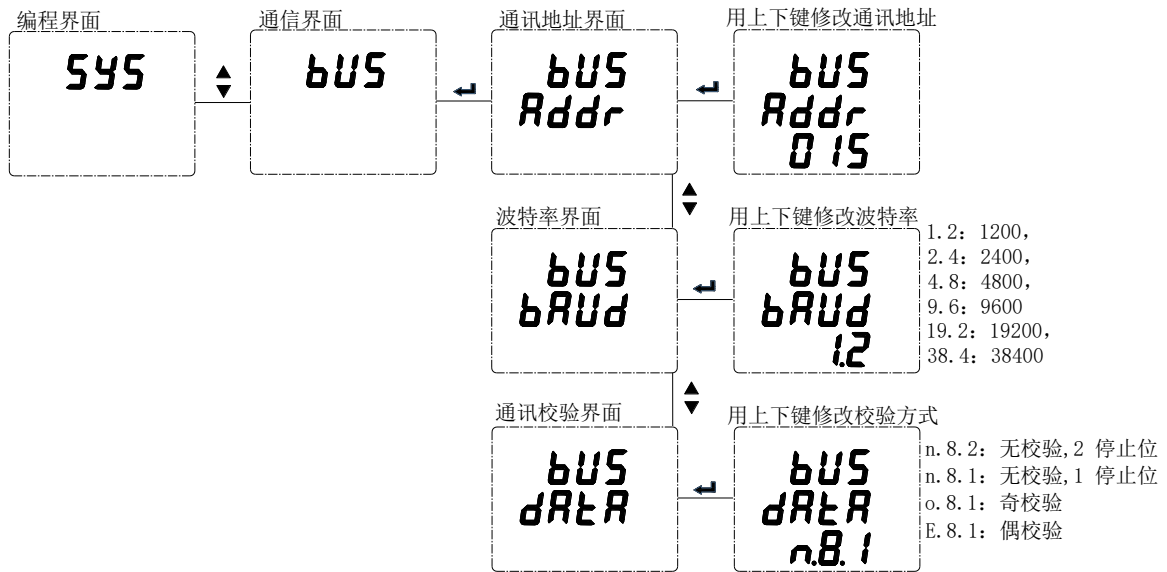 编程界面
通信界面
通讯地址界面
用上下键修改通讯地址
SYS
bUS
bUS
Addr
bUS
Addr
015
波特率界面
用上下键修改波特率
bUS
bAUd
bUS
bAUd
1.2
1.2: 1200,
2.4: 2400,
4.8: 4800,
9.6: 9600
19.2: 19200,
38.4: 38400
通讯校验界面
用上下键修改校验方式
bUS
dAtA
bUS
dAtA
n.8.1
n.8.2: 无校验,2 停止位
n.8.1: 无校验,1 停止位
o.8.1: 奇校验
E.8.1: 偶校验